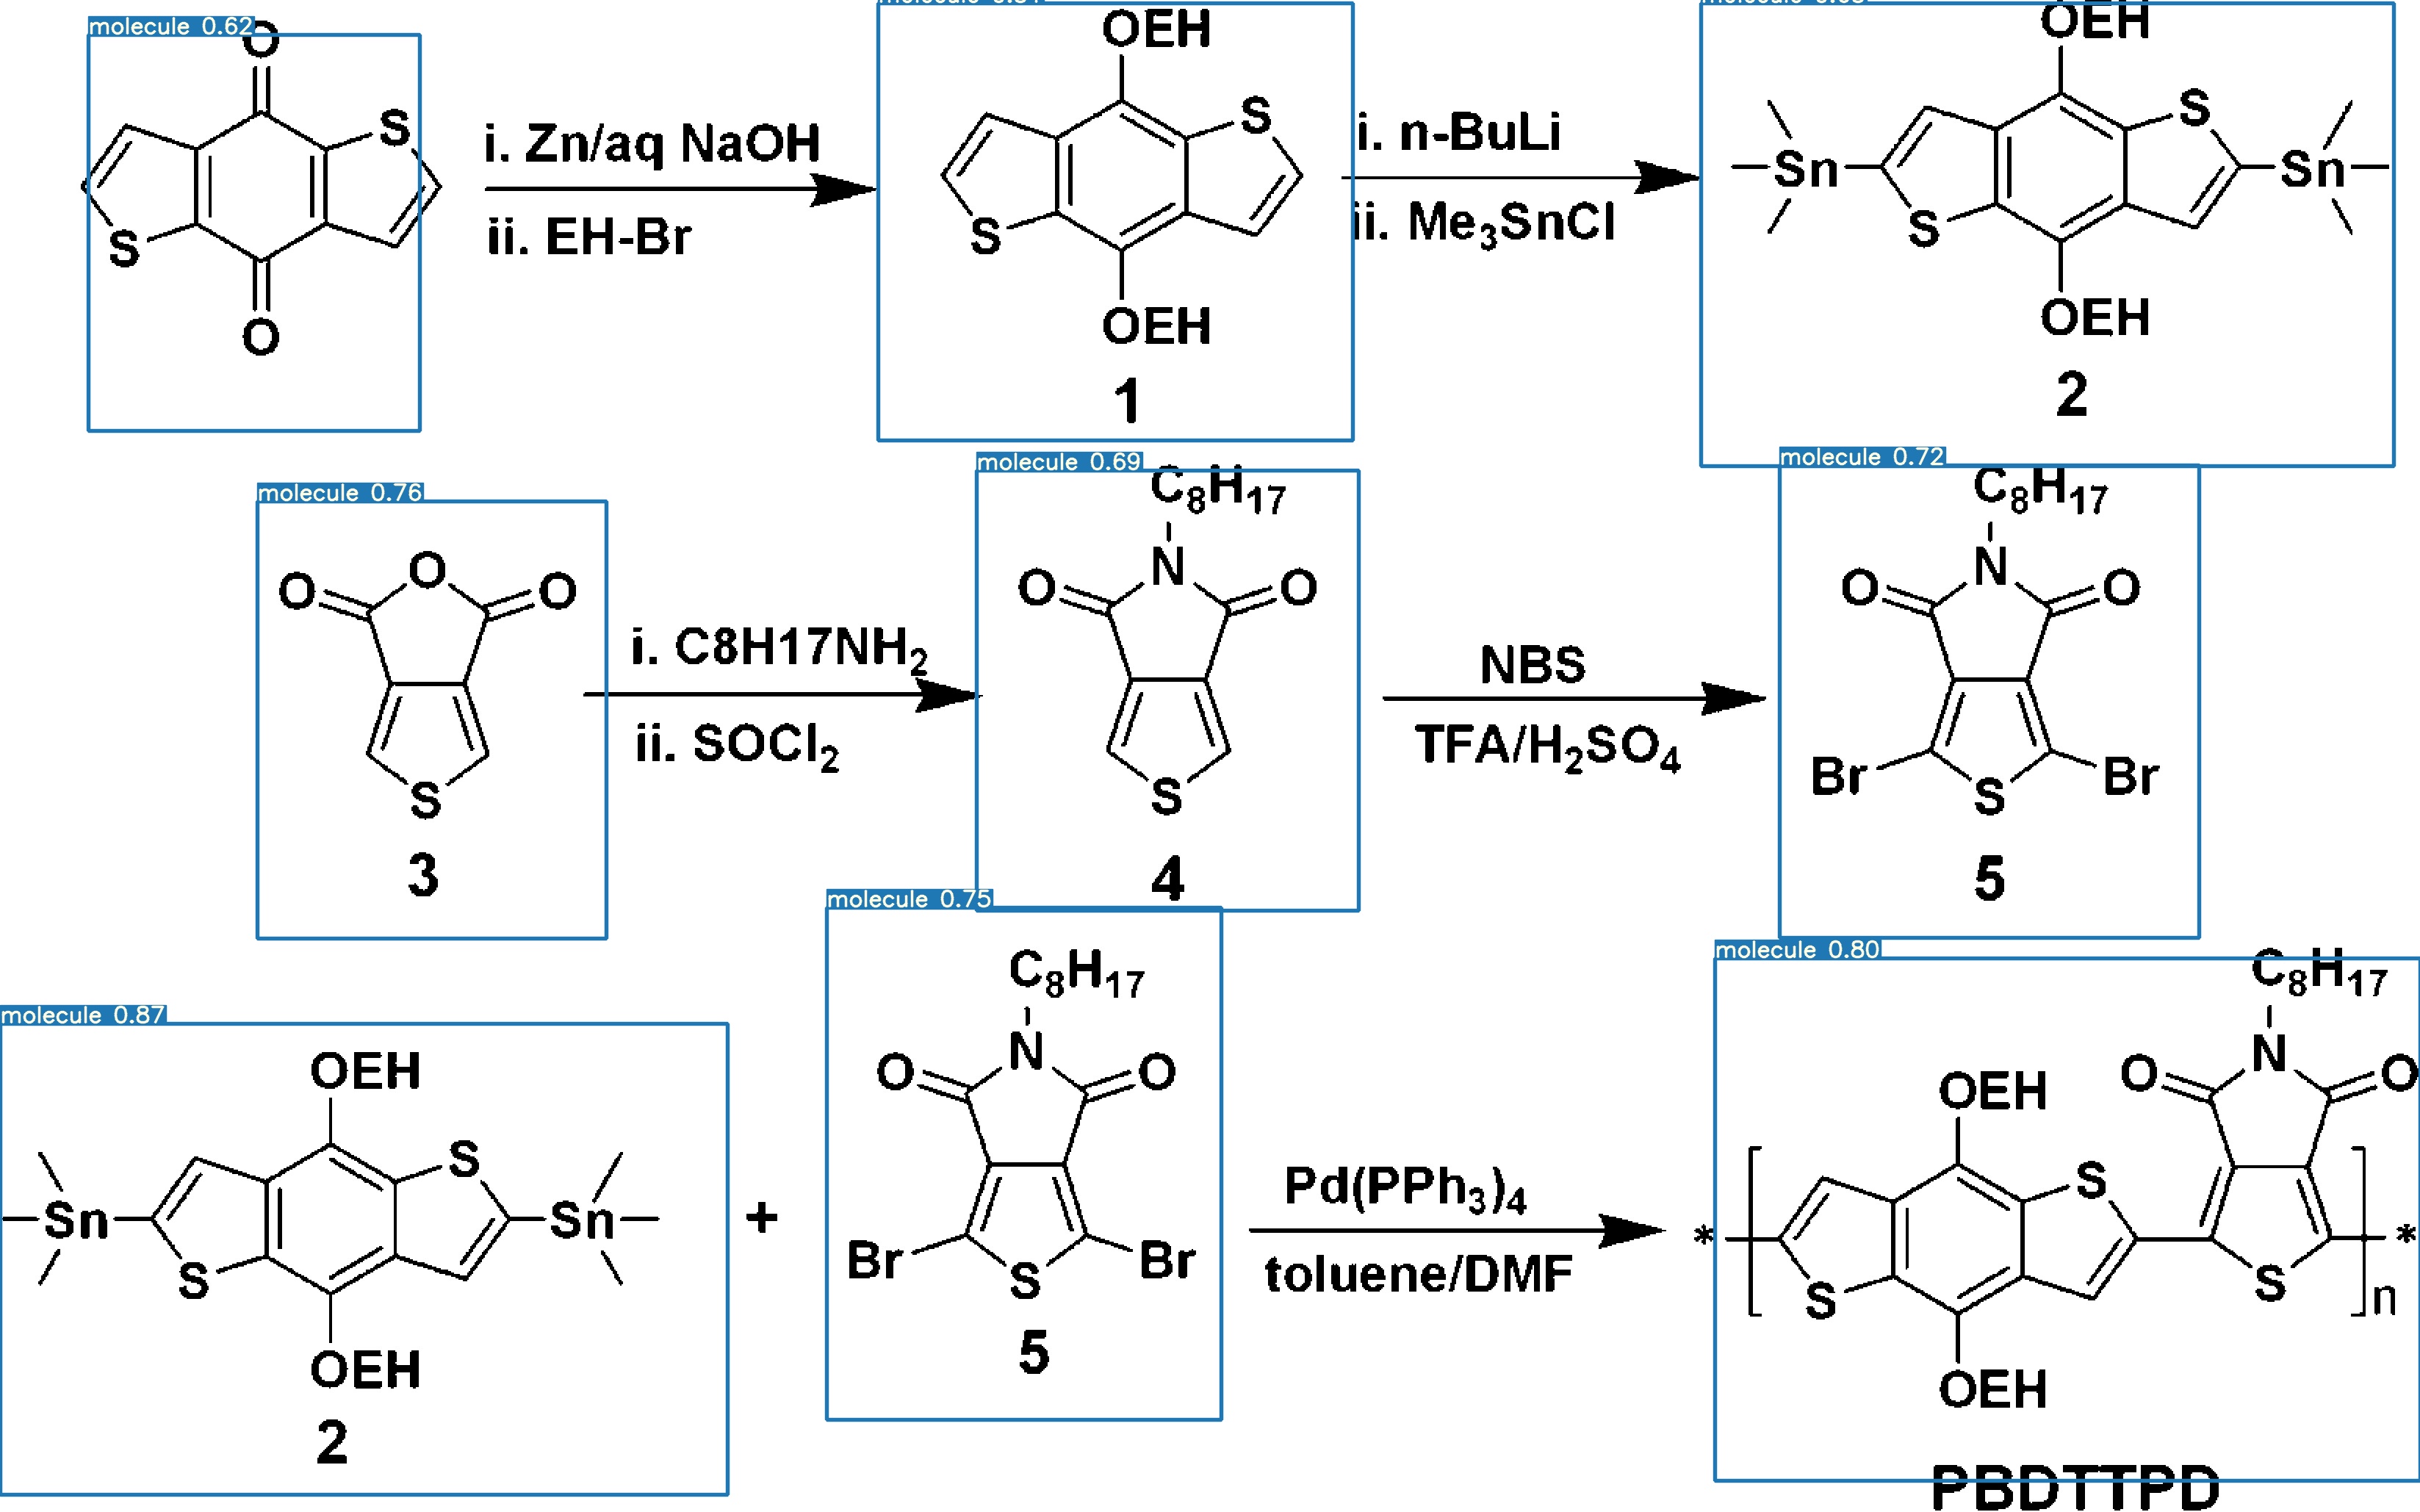 molecule 0.62
O
S
S
O
i. Zn/aq NaOH
ii. EH-Br
OEH
S
S
OEH
1
i. n-BuLi
ii. Me3SnCl
OEH
S
Sn
Sn
S
OEH
2
molecule 0.76
O
O
O
S
3
i. C8H17NH2
ii. SOCl2
molecule 0.69
C8H17
N
O
O
S
4
NBS
TFA/H2SO4
molecule 0.72
C8H17
N
O
O
Br
Br
S
5
molecule 0.87
OEH
S
Sn
Sn
S
OEH
2
+
molecule 0.75
C8H17
N
O
O
Br
Br
S
5
Pd(PPh3)4
toluene/DMF
molecule 0.80
C8H17
N
O
O
OEH
S
*
*
S
S
n
OEH
PBDTTPD